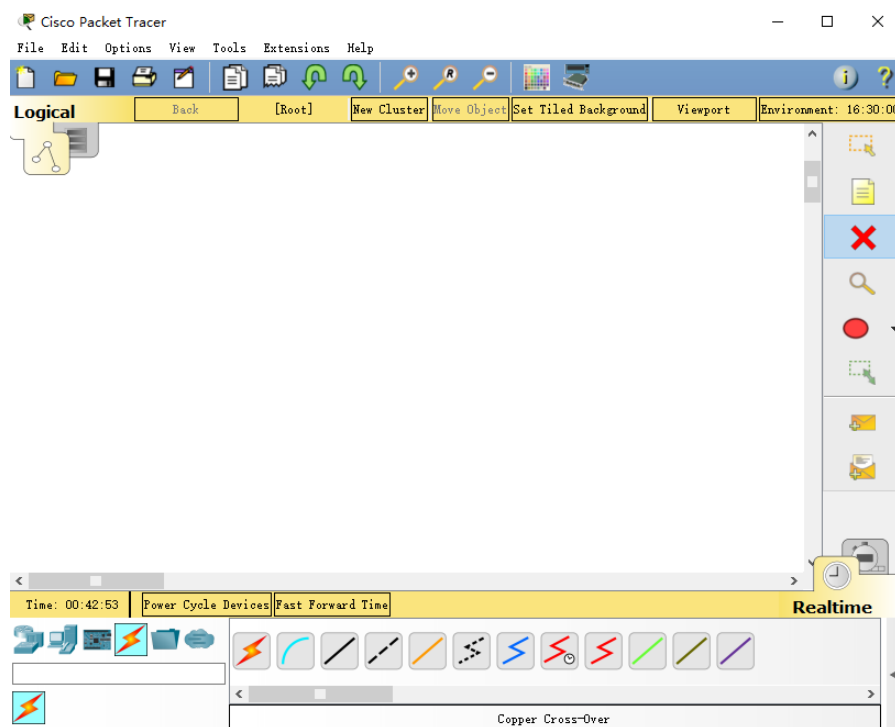 Cisco Packet Tracer
File Edit Options View Tools Extensions Help
Logical Back [Root] New Cluster Move Object Set Tiled Background Viewport Environment: 16:30:00
Time: 00:42:53 Power Cycle Devices Fast Forward Time Realtime
Copper Cross-Over